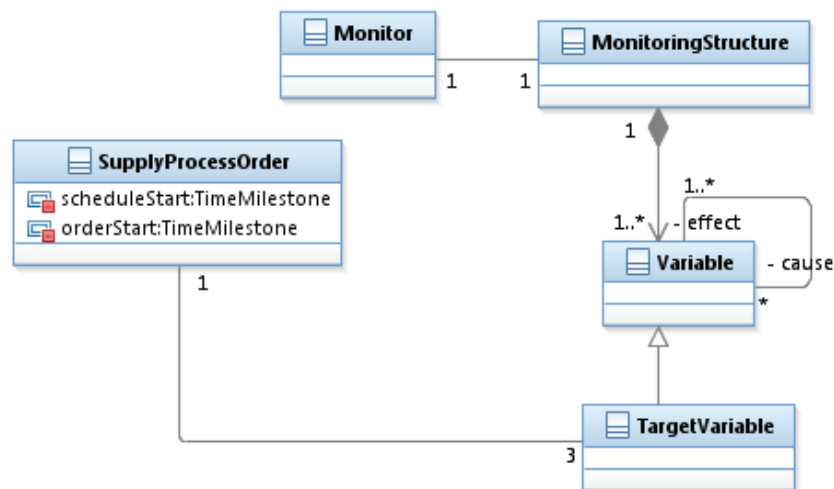 Monitor
MonitoringStructure
1
1
1
SupplyProcessOrder
scheduleStart:TimeMilestone
orderStart:TimeMilestone
1..*
1..*
- effect
Variable
- cause
*
1
TargetVariable
3